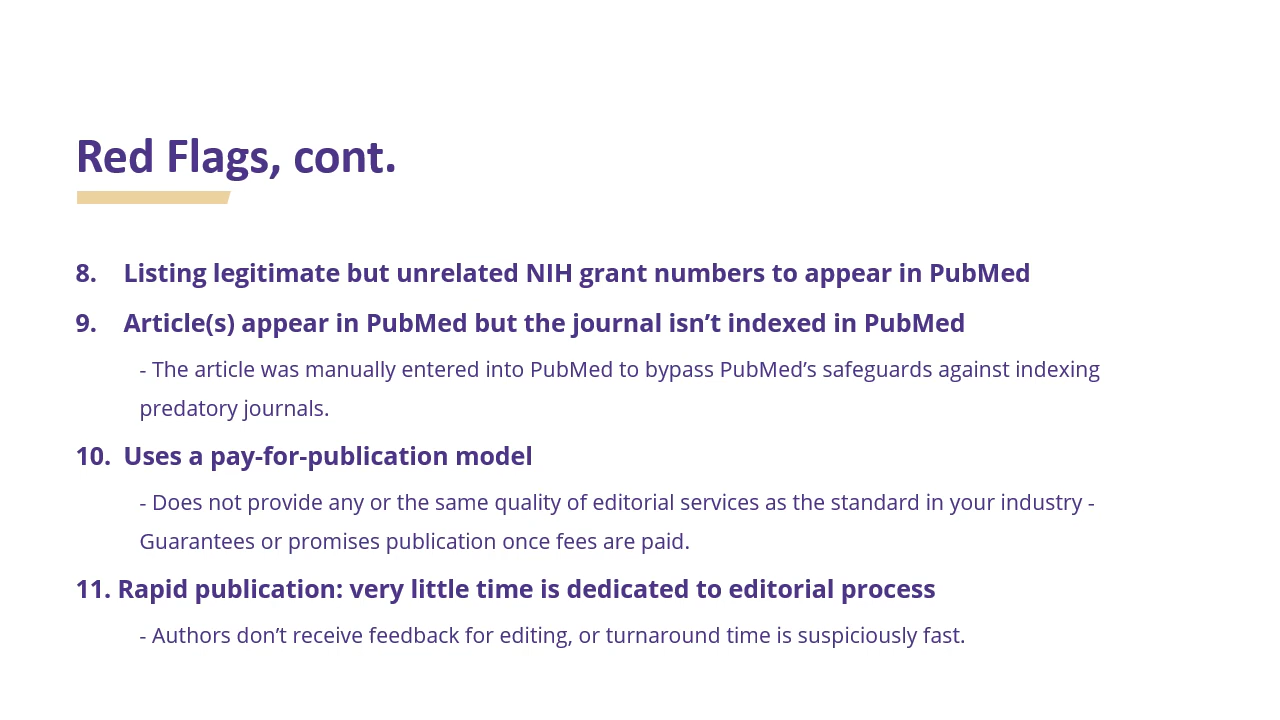 Red Flags, cont.
8. Listing legitimate but unrelated NIH grant numbers to appear in PubMed
9. Article(s) appear in PubMed but the journal isn’t indexed in PubMed
- The article was manually entered into PubMed to bypass PubMed’s safeguards against indexing
predatory journals.
10. Uses a pay-for-publication model
- Does not provide any or the same quality of editorial services as the standard in your industry -
Guarantees or promises publication once fees are paid.
11. Rapid publication: very little time is dedicated to editorial process
- Authors don’t receive feedback for editing, or turnaround time is suspiciously fast.